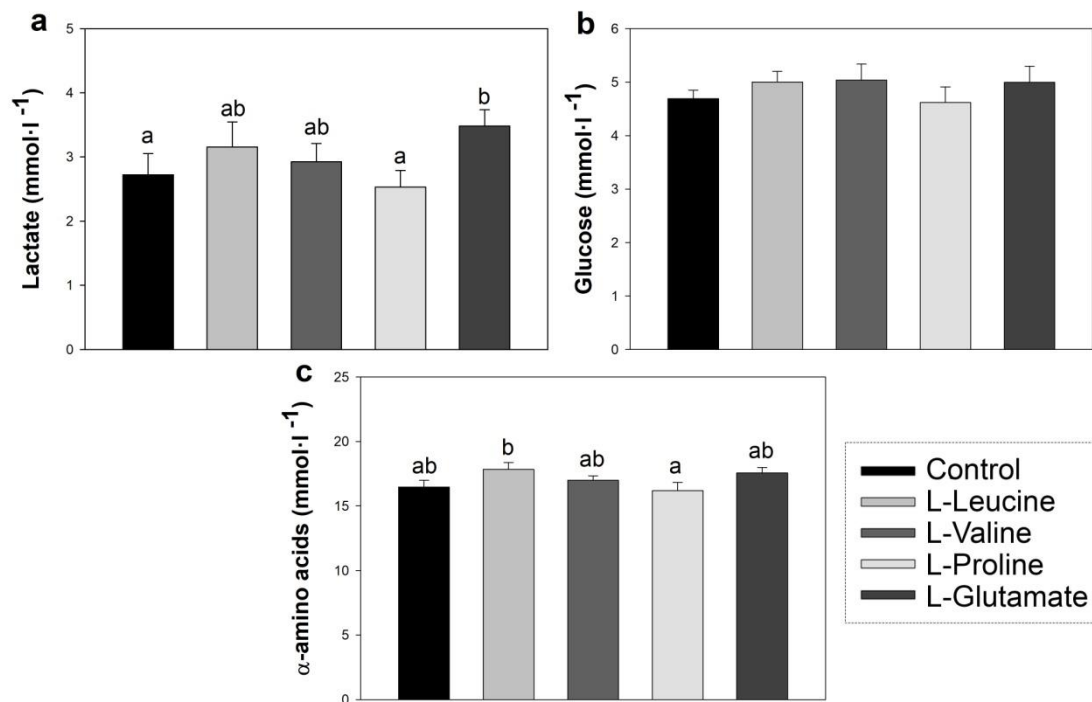 a
Lactate (mmol·l -1)
5
4
3
2
1
0
a
ab
ab
a
b
b
Glucose (mmol·l -1)
6
5
4
3
2
1
0
c
α-amino acids (mmol·l -1)
25
20
15
10
5
0
ab
b
ab
a
ab
Control
L-Leucine
L-Valine
L-Proline
L-Glutamate